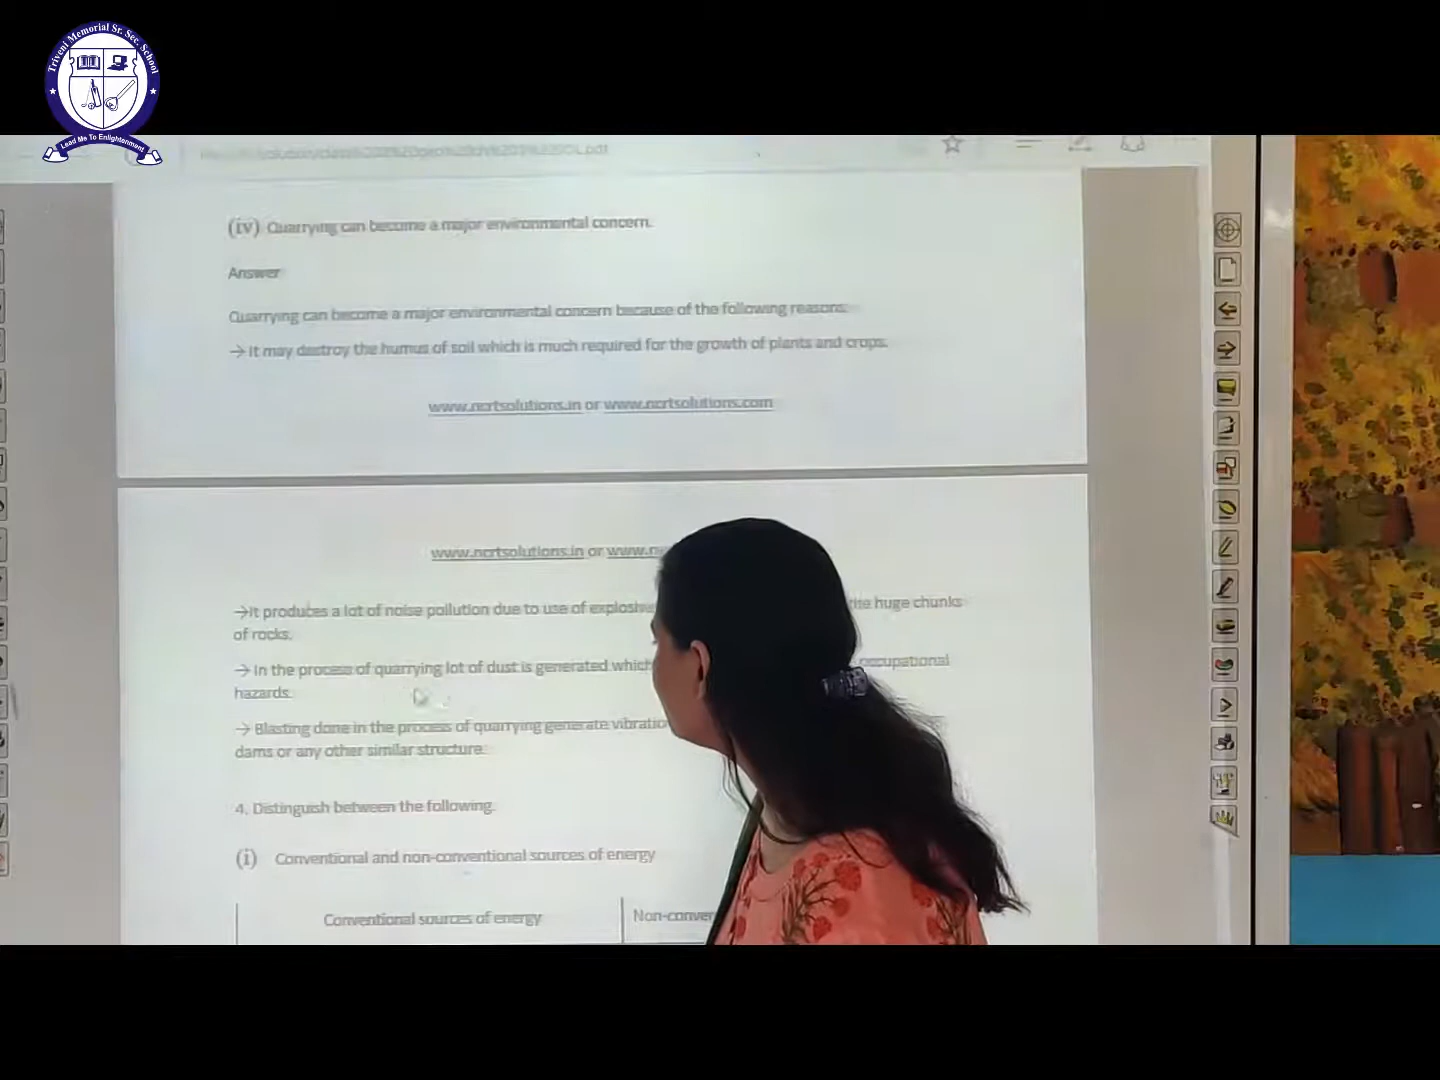 Triveni Memorial Sr. Sec. School
Lead Me To Enlightenment
(iv) Quarrying can become a major environmental concern.
Answer
Quarrying can become a major environmental concern because of the following reasons:
→ It may destroy the humus of soil which is much required for the growth of plants and crops.
www.ncrtsolutions.in or www.ncrtsolutions.com
www.ncrtsolutions.in or
→It produces a lot of noise pollution due to use of huge chunks
of rocks.
→ In the process of quarrying lot of dust is generated which occupational
hazards.
→ Blasting done in the process of quarrying generate
dams or any other similar structure.
4. Distinguish between the following.
(i) Conventional and non-conventional sources of energy
Conventional sources of energy